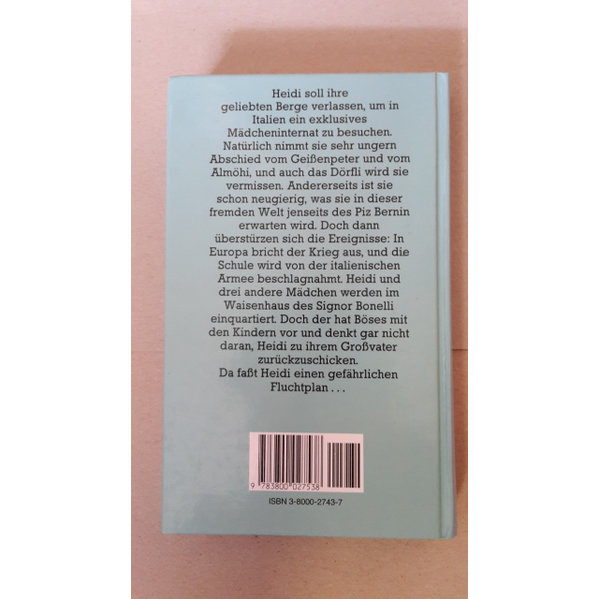 Heidi soll ihre
geliebten Berge verlassen, um in
Italien ein exklusives
Mädcheninternat zu besuchen.
Natürlich nimmt sie sehr ungern
Abschied vom Geißenpeter und vom
Almöhi, und auch das Dörfli wird sie
vermissen. Andererseits ist sie
schon neugierig, was sie in dieser
fremden Welt jenseits des Piz Bernin
erwarten wird. Doch dann
überstürzen sich die Ereignisse: In
Europa bricht der Krieg aus, und die
Schule wird von der italienischen
Armee beschlagnahmt. Heidi und
drei andere Mädchen werden im
Waisenhaus des Signor Bonelli
einquartiert. Doch der hat Böses mit
den Kindern vor und denkt gar nicht
daran, Heidi zu ihrem Großvater
zurückzuschicken.
Da faßt Heidi einen gefährlichen
Fluchtplan . . .
9 783800 027538
ISBN 3-8000-2743-7